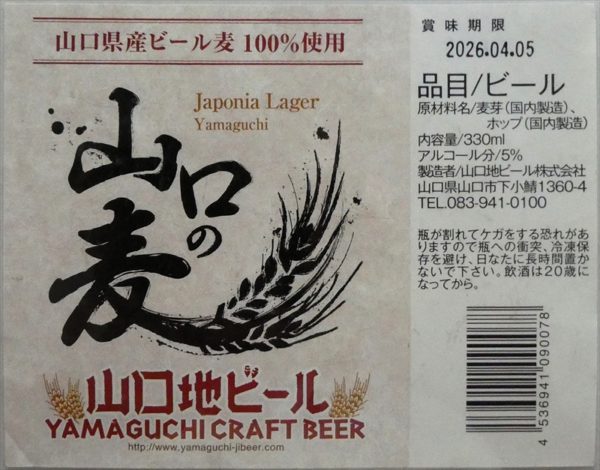 山口県産ビール麦 100%使用
Japonia Lager
Yamaguchi
山口の
麦
山口地ビール
YAMAGUCHI CRAFT BEER
http://www.yamaguchi-jibeer.com
賞味期限
2026.04.05
品目/ビール
原材料名/麦芽(国内製造)、
ホップ(国内製造)
内容量/330ml
アルコール分/5%
製造者/山口地ビール株式会社
山口県山口市下小鯖1360-4
TEL.083-941-0100
瓶が割れてケガをする恐れがあ
りますので瓶への衝突、冷凍保
存を避け、日なたに長時間置か
ないで下さい。飲酒は20歳に
なってから。
4 536941 090078